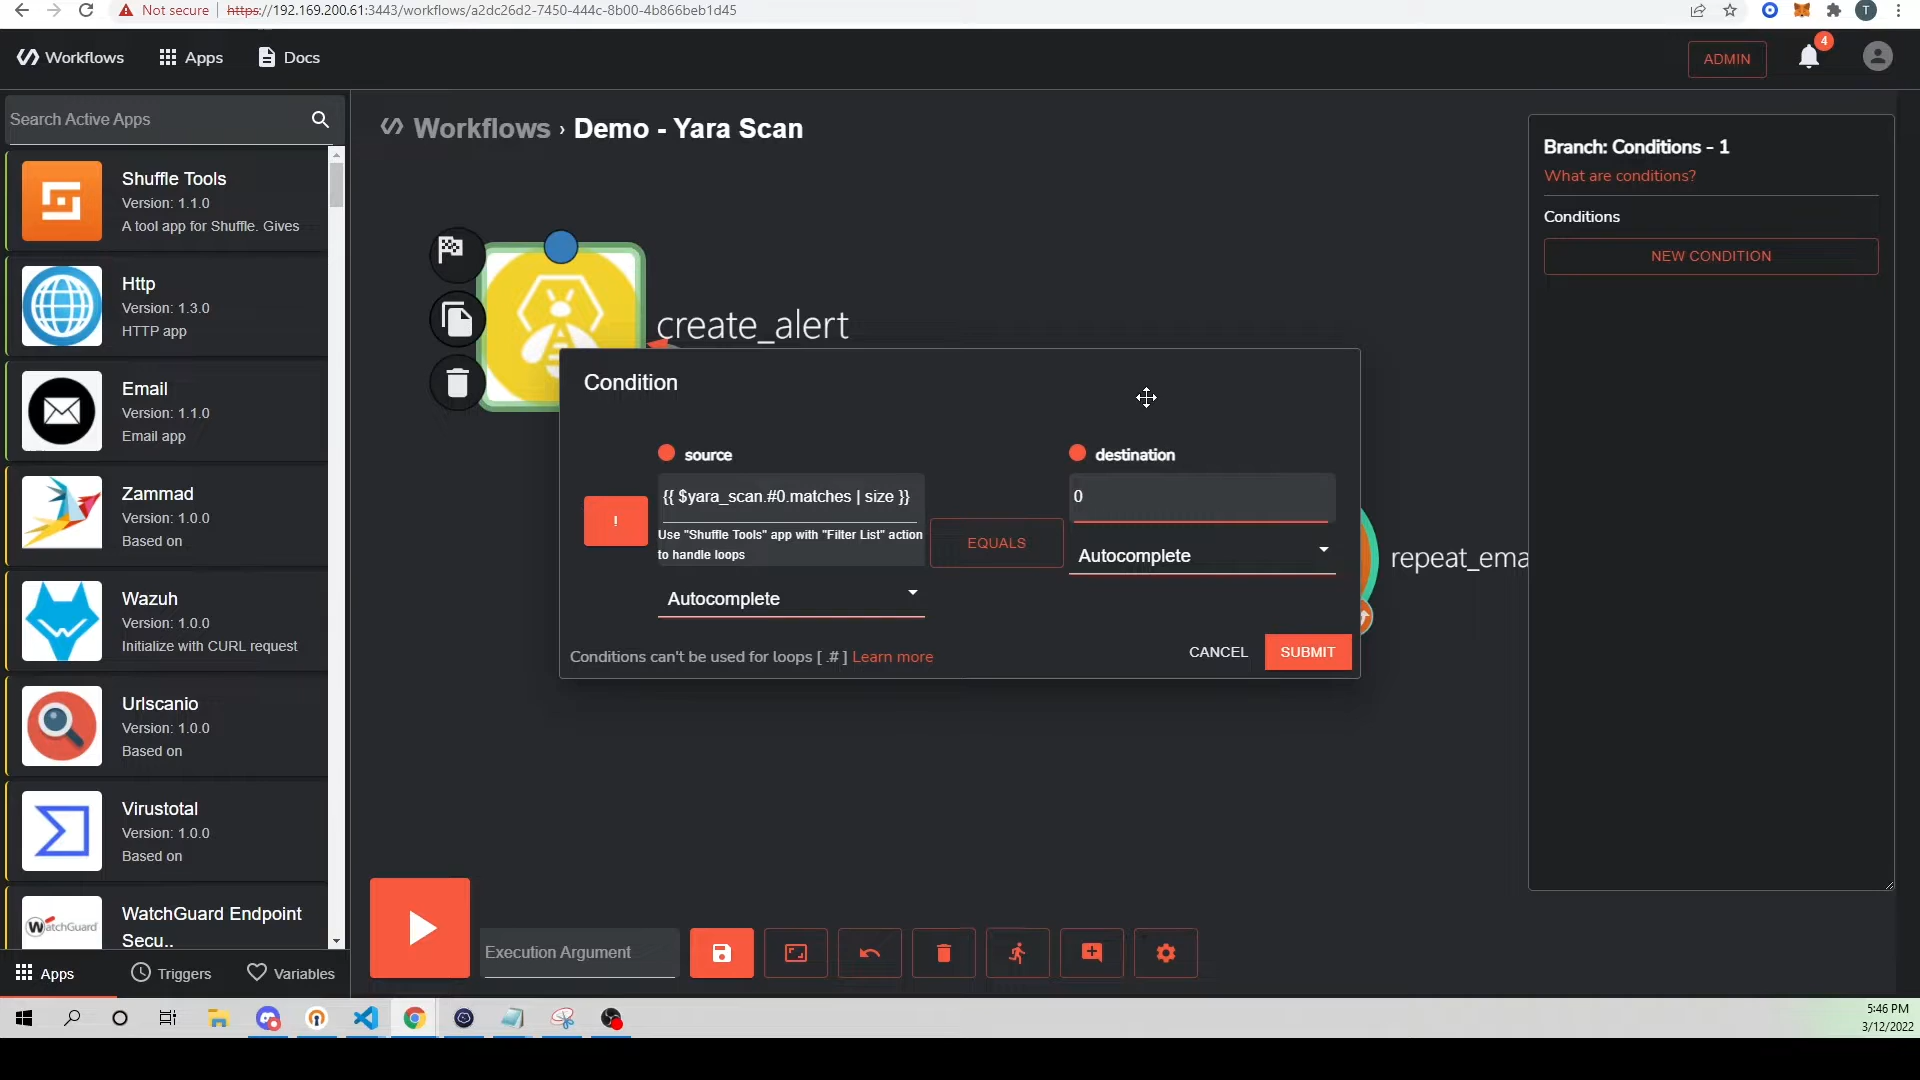 Not secure
https://192.169.200.61:3443/workflows/a2dc26d2-7450-444c-8b00-4b866beb1d45
T
Workflows
Apps
Docs
ADMIN
4
Search Active Apps
Shuffle Tools
Version: 1.1.0
A tool app for Shuffle. Gives
Http
Version: 1.3.0
HTTP app
Email
Version: 1.1.0
Email app
Zammad
Version: 1.0.0
Based on
Wazuh
Version: 1.0.0
Initialize with CURL request
Urlscanio
Version: 1.0.0
Based on
Virustotal
Version: 1.0.0
Based on
WatchGuard
WatchGuard Endpoint
Secu..
Apps
Triggers
Variables
Workflows › Demo - Yara Scan
create_alert
Condition
source
destination
!
{{ $yara_scan.#0.matches | size }}
Use "Shuffle Tools" app with "Filter List" action
to handle loops
Autocomplete
EQUALS
0
Autocomplete
Conditions can't be used for loops [ .# ] Learn more
CANCEL
SUBMIT
repeat_ema
Branch: Conditions - 1
What are conditions?
Conditions
NEW CONDITION
Execution Argument
5:46 PM
3/12/2022